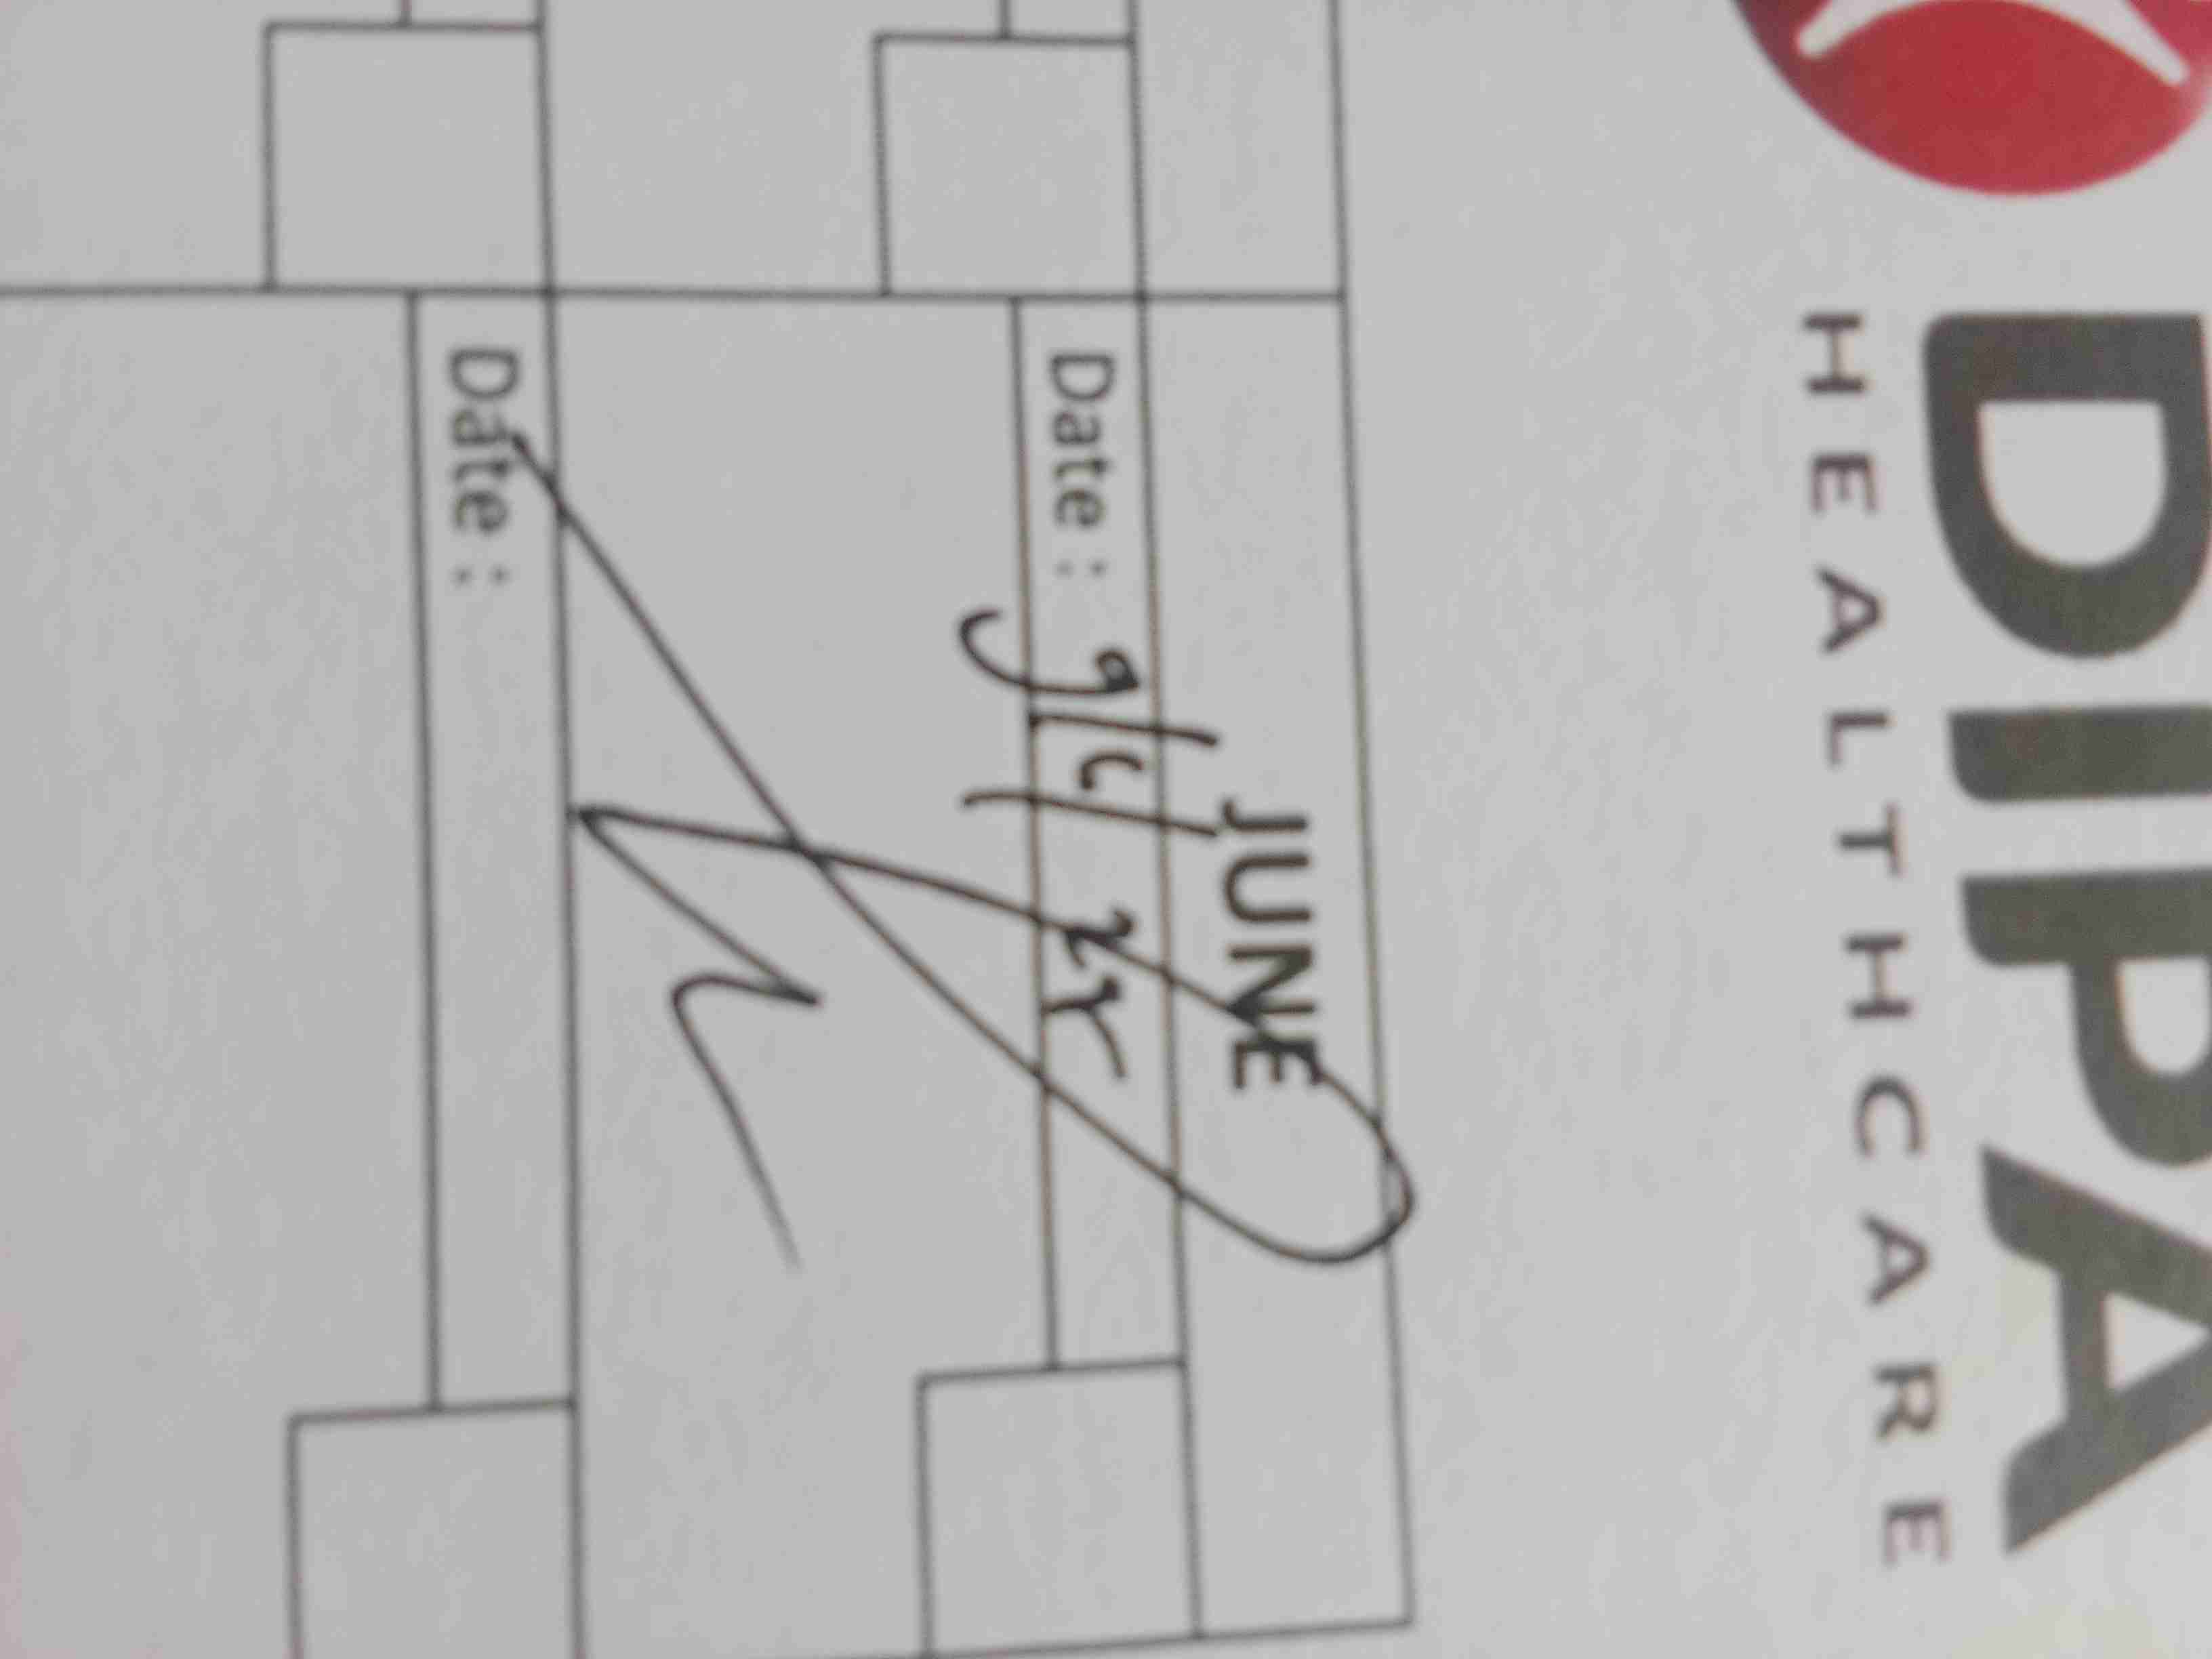 DIPA
HEALTHCARE
JUNE
Date : 9/6/25
Date :